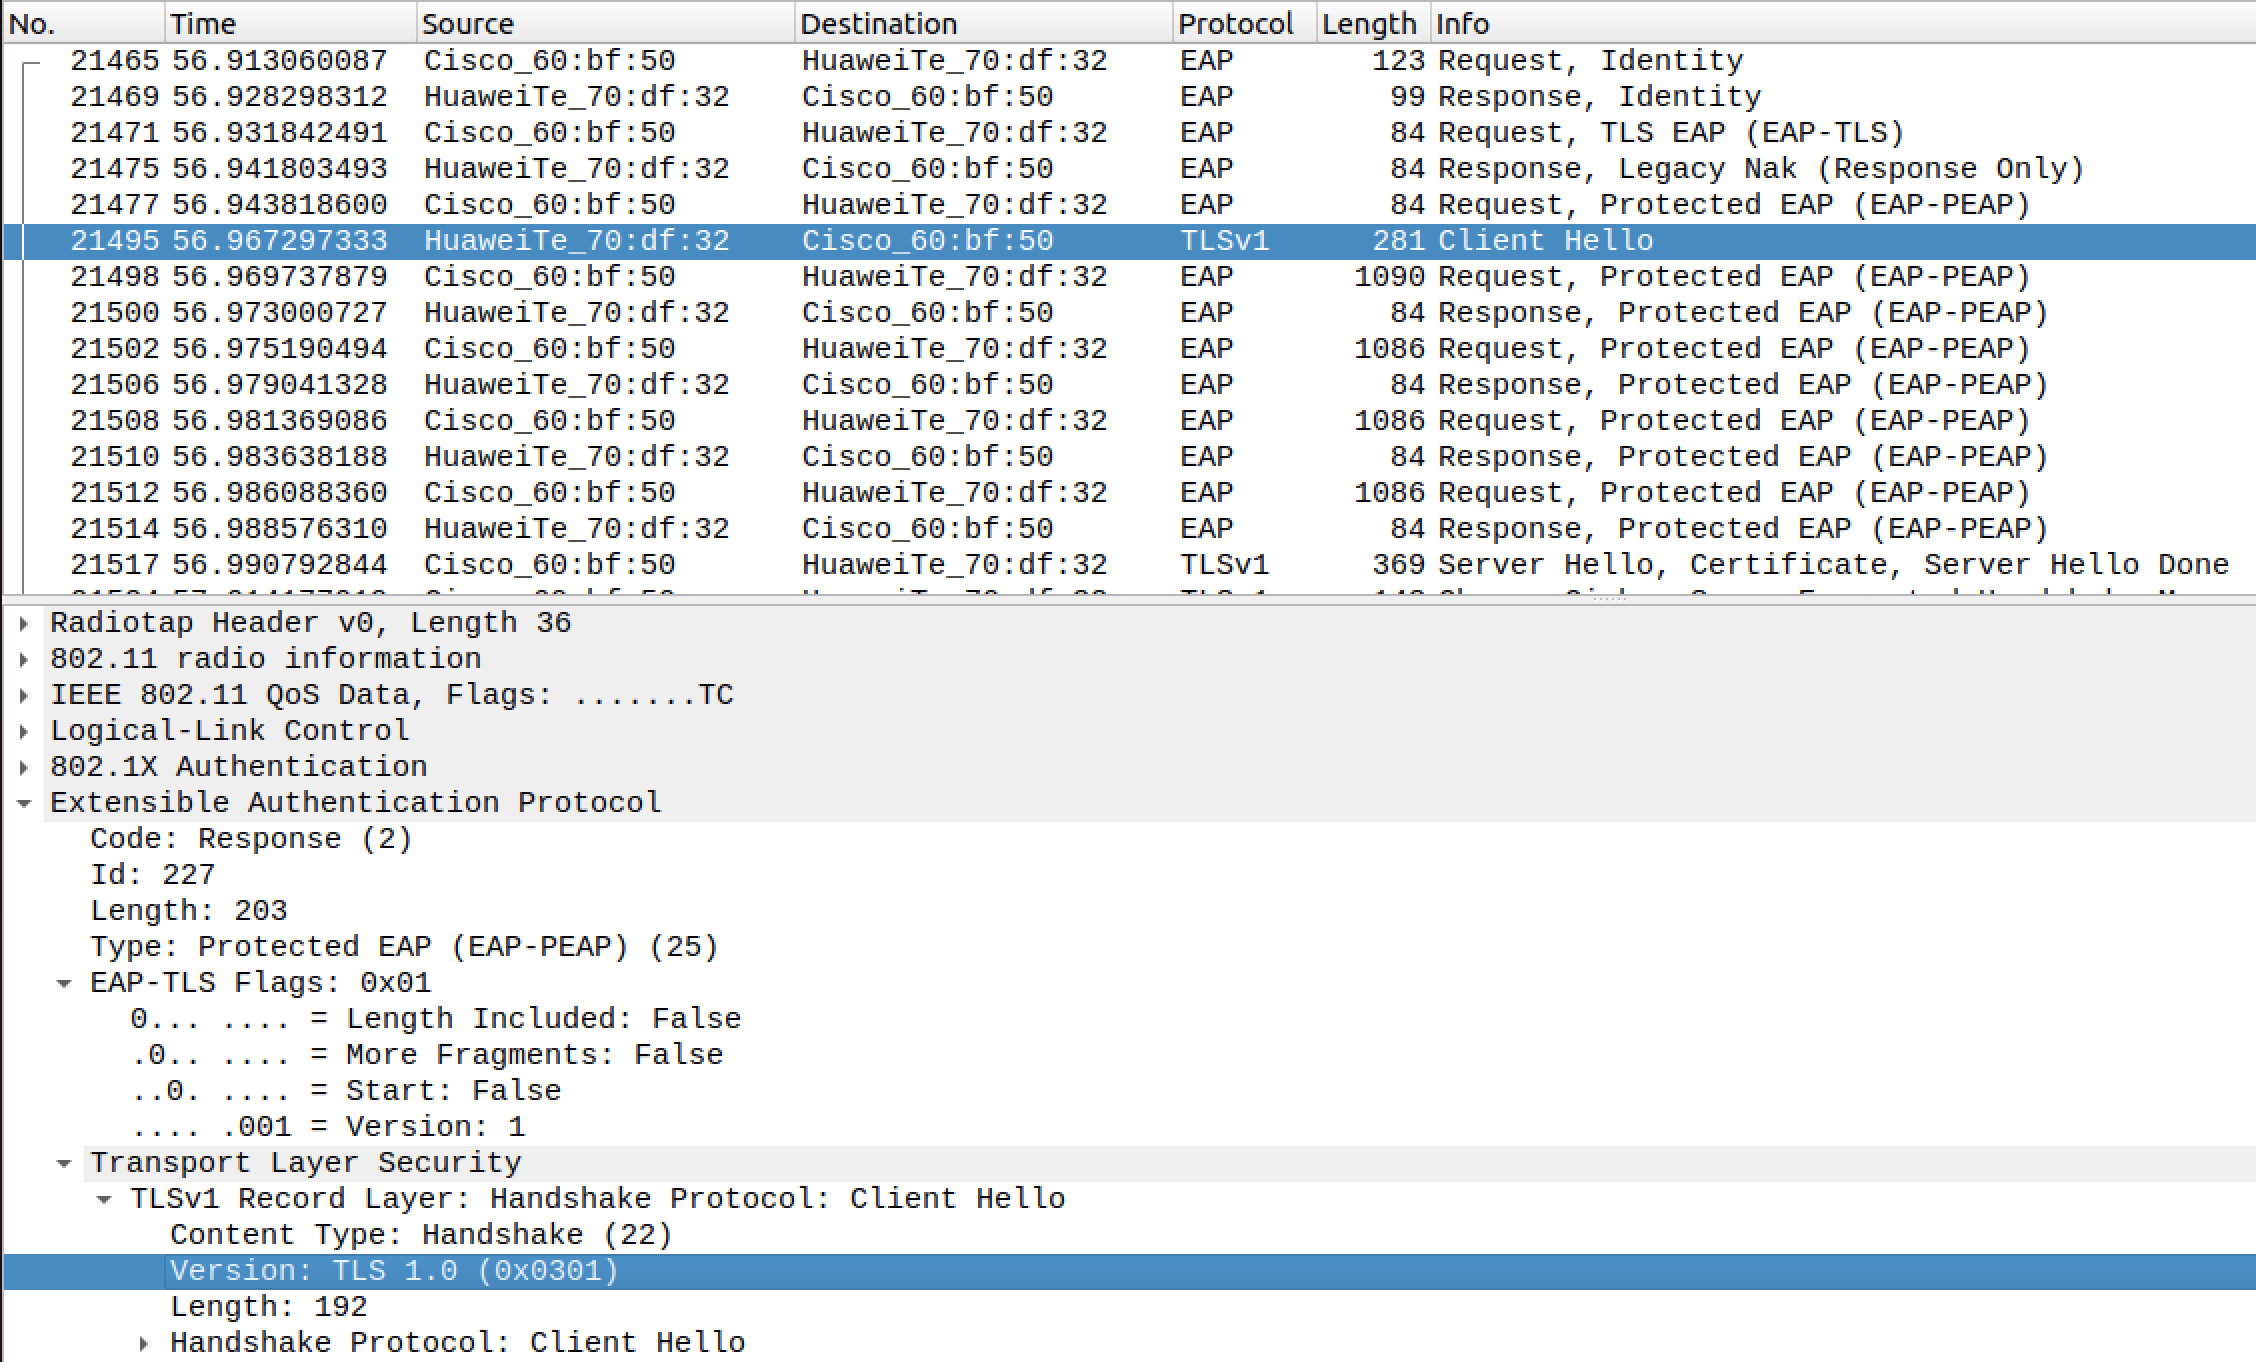 No. Time Source Destination Protocol Length Info
21465 56.913060087 Cisco_60:bf:50 HuaweiTe_70:df:32 EAP 123 Request, Identity
21469 56.928298312 HuaweiTe_70:df:32 Cisco_60:bf:50 EAP 99 Response, Identity
21471 56.931842491 Cisco_60:bf:50 HuaweiTe_70:df:32 EAP 84 Request, TLS EAP (EAP-TLS)
21475 56.941803493 HuaweiTe_70:df:32 Cisco_60:bf:50 EAP 84 Response, Legacy Nak (Response Only)
21477 56.943818600 Cisco_60:bf:50 HuaweiTe_70:df:32 EAP 84 Request, Protected EAP (EAP-PEAP)
21495 56.967297333 HuaweiTe_70:df:32 Cisco_60:bf:50 TLSv1 281 Client Hello
21498 56.969737879 Cisco_60:bf:50 HuaweiTe_70:df:32 EAP 1090 Request, Protected EAP (EAP-PEAP)
21500 56.973000727 HuaweiTe_70:df:32 Cisco_60:bf:50 EAP 84 Response, Protected EAP (EAP-PEAP)
21502 56.975190494 Cisco_60:bf:50 HuaweiTe_70:df:32 EAP 1086 Request, Protected EAP (EAP-PEAP)
21506 56.979041328 HuaweiTe_70:df:32 Cisco_60:bf:50 EAP 84 Response, Protected EAP (EAP-PEAP)
21508 56.981369086 Cisco_60:bf:50 HuaweiTe_70:df:32 EAP 1086 Request, Protected EAP (EAP-PEAP)
21510 56.983638188 HuaweiTe_70:df:32 Cisco_60:bf:50 EAP 84 Response, Protected EAP (EAP-PEAP)
21512 56.986088360 Cisco_60:bf:50 HuaweiTe_70:df:32 EAP 1086 Request, Protected EAP (EAP-PEAP)
21514 56.988576310 HuaweiTe_70:df:32 Cisco_60:bf:50 EAP 84 Response, Protected EAP (EAP-PEAP)
21517 56.990792844 Cisco_60:bf:50 HuaweiTe_70:df:32 TLSv1 369 Server Hello, Certificate, Server Hello Done
Radiotap Header v0, Length 36
802.11 radio information
IEEE 802.11 QoS Data, Flags: .......TC
Logical-Link Control
802.1X Authentication
Extensible Authentication Protocol
Code: Response (2)
Id: 227
Length: 203
Type: Protected EAP (EAP-PEAP) (25)
EAP-TLS Flags: 0x01
0... .... = Length Included: False
.0.. .... = More Fragments: False
..0. .... = Start: False
.... .001 = Version: 1
Transport Layer Security
TLSv1 Record Layer: Handshake Protocol: Client Hello
Content Type: Handshake (22)
Version: TLS 1.0 (0x0301)
Length: 192
Handshake Protocol: Client Hello